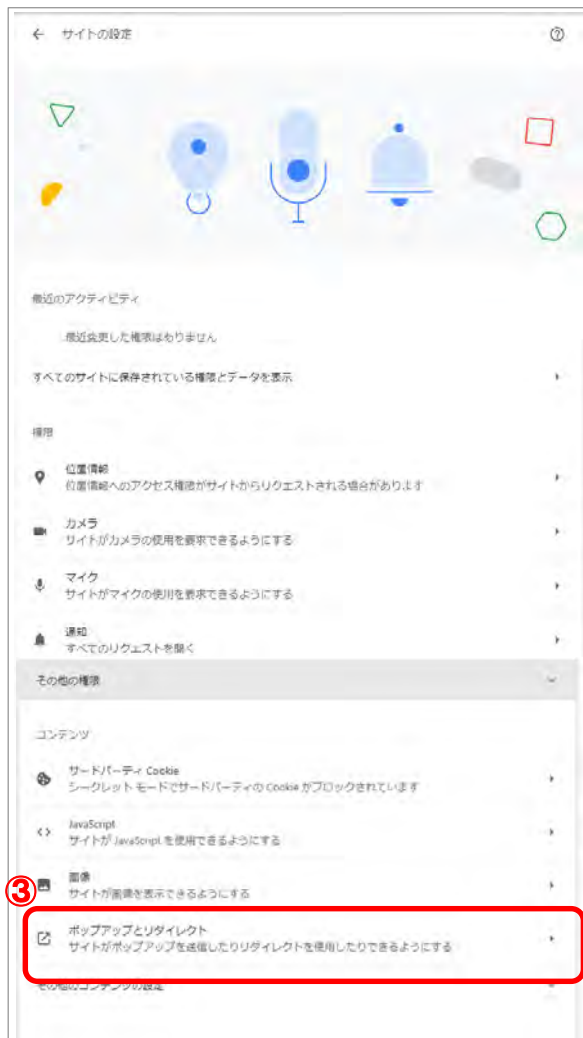 サイトの設定
最近のアクティビティ
最近変更した権限はありません
すべてのサイトに保存されている権限とデータを表示
権限
位置情報
位置情報へのアクセス権限がサイトからリクエストされる場合があります
カメラ
サイトがカメラの使用を要求できるようにする
マイク
サイトがマイクの使用を要求できるようにする
通知
すべてのリクエストを開く
その他の権限
コンテンツ
サードパーティ Cookie
シークレット モードでサードパーティの Cookie がブロックされています
JavaScript
サイトが JavaScript を使用できるようにする
画像
サイトが画像を表示できるようにする
③
ポップアップとリダイレクト
サイトがポップアップを送信したりリダイレクトを使用したりできるようにする
その他のコンテンツの設定